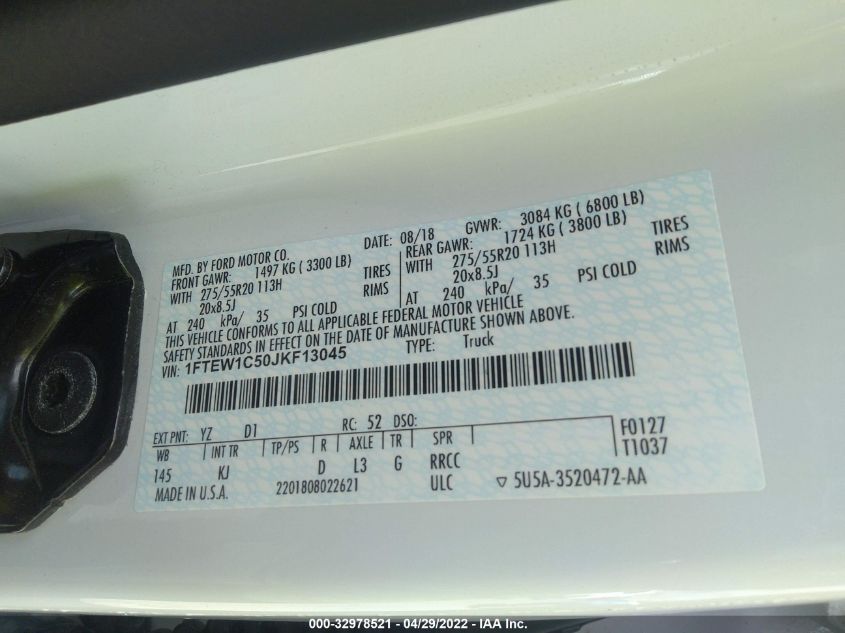 MFD. BY FORD MOTOR CO.
DATE: 08/18 GVWR: 3084 KG ( 6800 LB)
FRONT GAWR: 1497 KG ( 3300 LB)
REAR GAWR: 1724 KG ( 3800 LB)
WITH 275/55R20 113H TIRES
WITH 275/55R20 113H TIRES
20x8.5J RIMS
20x8.5J RIMS
AT 240 kPa/ 35 PSI COLD
AT 240 kPa/ 35 PSI COLD
THIS VEHICLE CONFORMS TO ALL APPLICABLE FEDERAL MOTOR VEHICLE
SAFETY STANDARDS IN EFFECT ON THE DATE OF MANUFACTURE SHOWN ABOVE.
VIN: 1FTEW1C50JKF13045 TYPE: Truck
EXT PNT: YZ D1 RC: 52 DSO: F0127
WB INT TR TP/PS R AXLE TR SPR T1037
145 KJ D L3 G RRCC
MADE IN U.S.A. 2201808022621 ULC ▽ 5U5A-3520472-AA
000-32978521 - 04/29/2022 - IAA Inc.